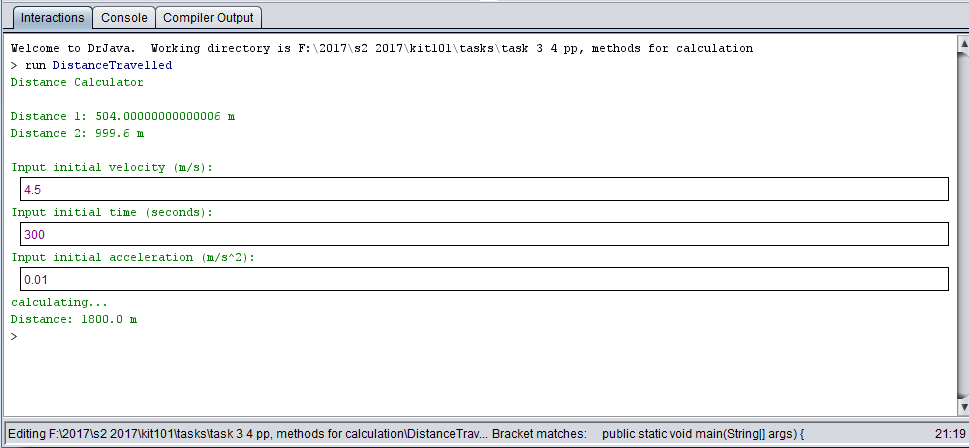 Interactions Console Compiler Output
Welcome to DrJava.  Working directory is F:\2017\s2 2017\kit101\tasks\task 3 4 pp, methods for calculation
> run DistanceTravelled
Distance Calculator
Distance 1: 504.00000000000006 m
Distance 2: 999.6 m
Input initial velocity (m/s):
4.5
Input initial time (seconds):
300
Input initial acceleration (m/s^2):
0.01
calculating...
Distance: 1800.0 m
>
Editing F:\2017\s2 2017\kit101\tasks\task 3 4 pp, methods for calculation\DistanceTrav... Bracket matches: public static void main(String[] args) { 21:19